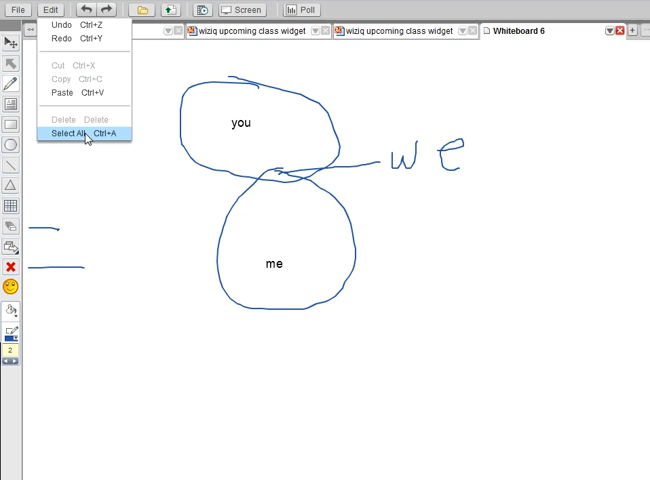 File Edit Screen Poll
wiziq upcoming class widget wiziq upcoming class widget Whiteboard 6
Undo Ctrl+Z
Redo Ctrl+Y
Cut Ctrl+X
Copy Ctrl+C
Paste Ctrl+V
Delete Delete
Select All Ctrl+A
you
W E
me
2